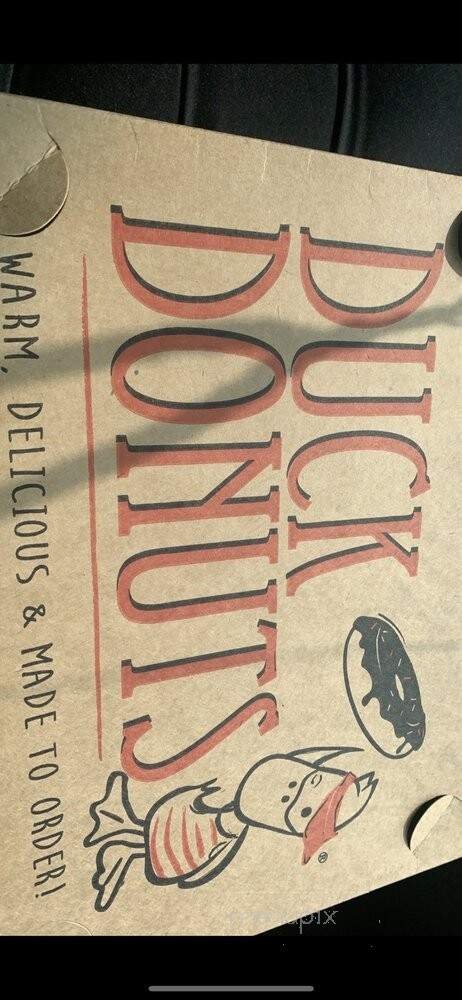 DUCK
DONUTS
WARM, DELICIOUS & MADE TO ORDER!
®